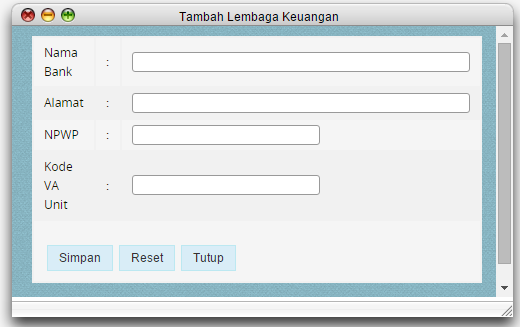 Tambah Lembaga Keuangan
Nama
Bank :
Alamat :
NPWP :
Kode
VA :
Unit
Simpan Reset Tutup